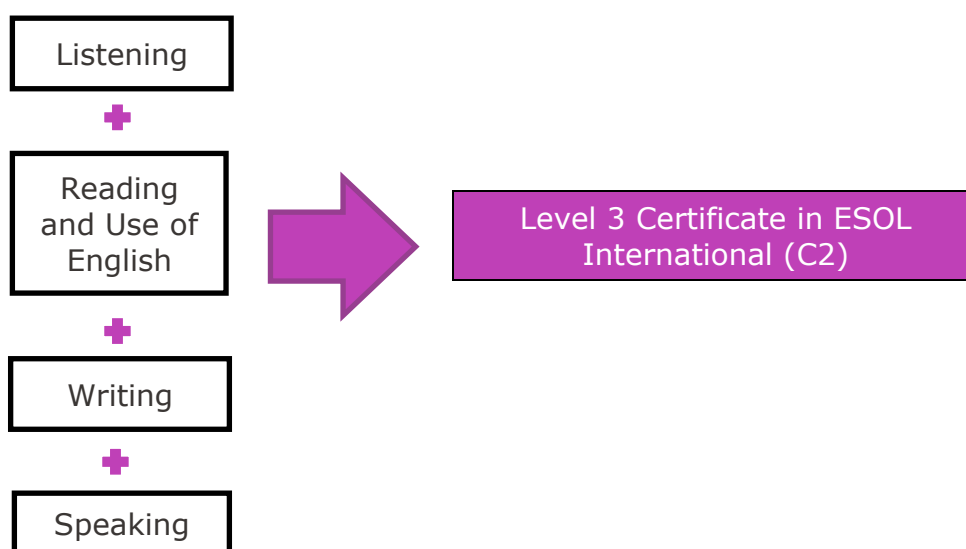 Listening
Reading
and Use of
English
Writing
Speaking
Level 3 Certificate in ESOL
International (C2)